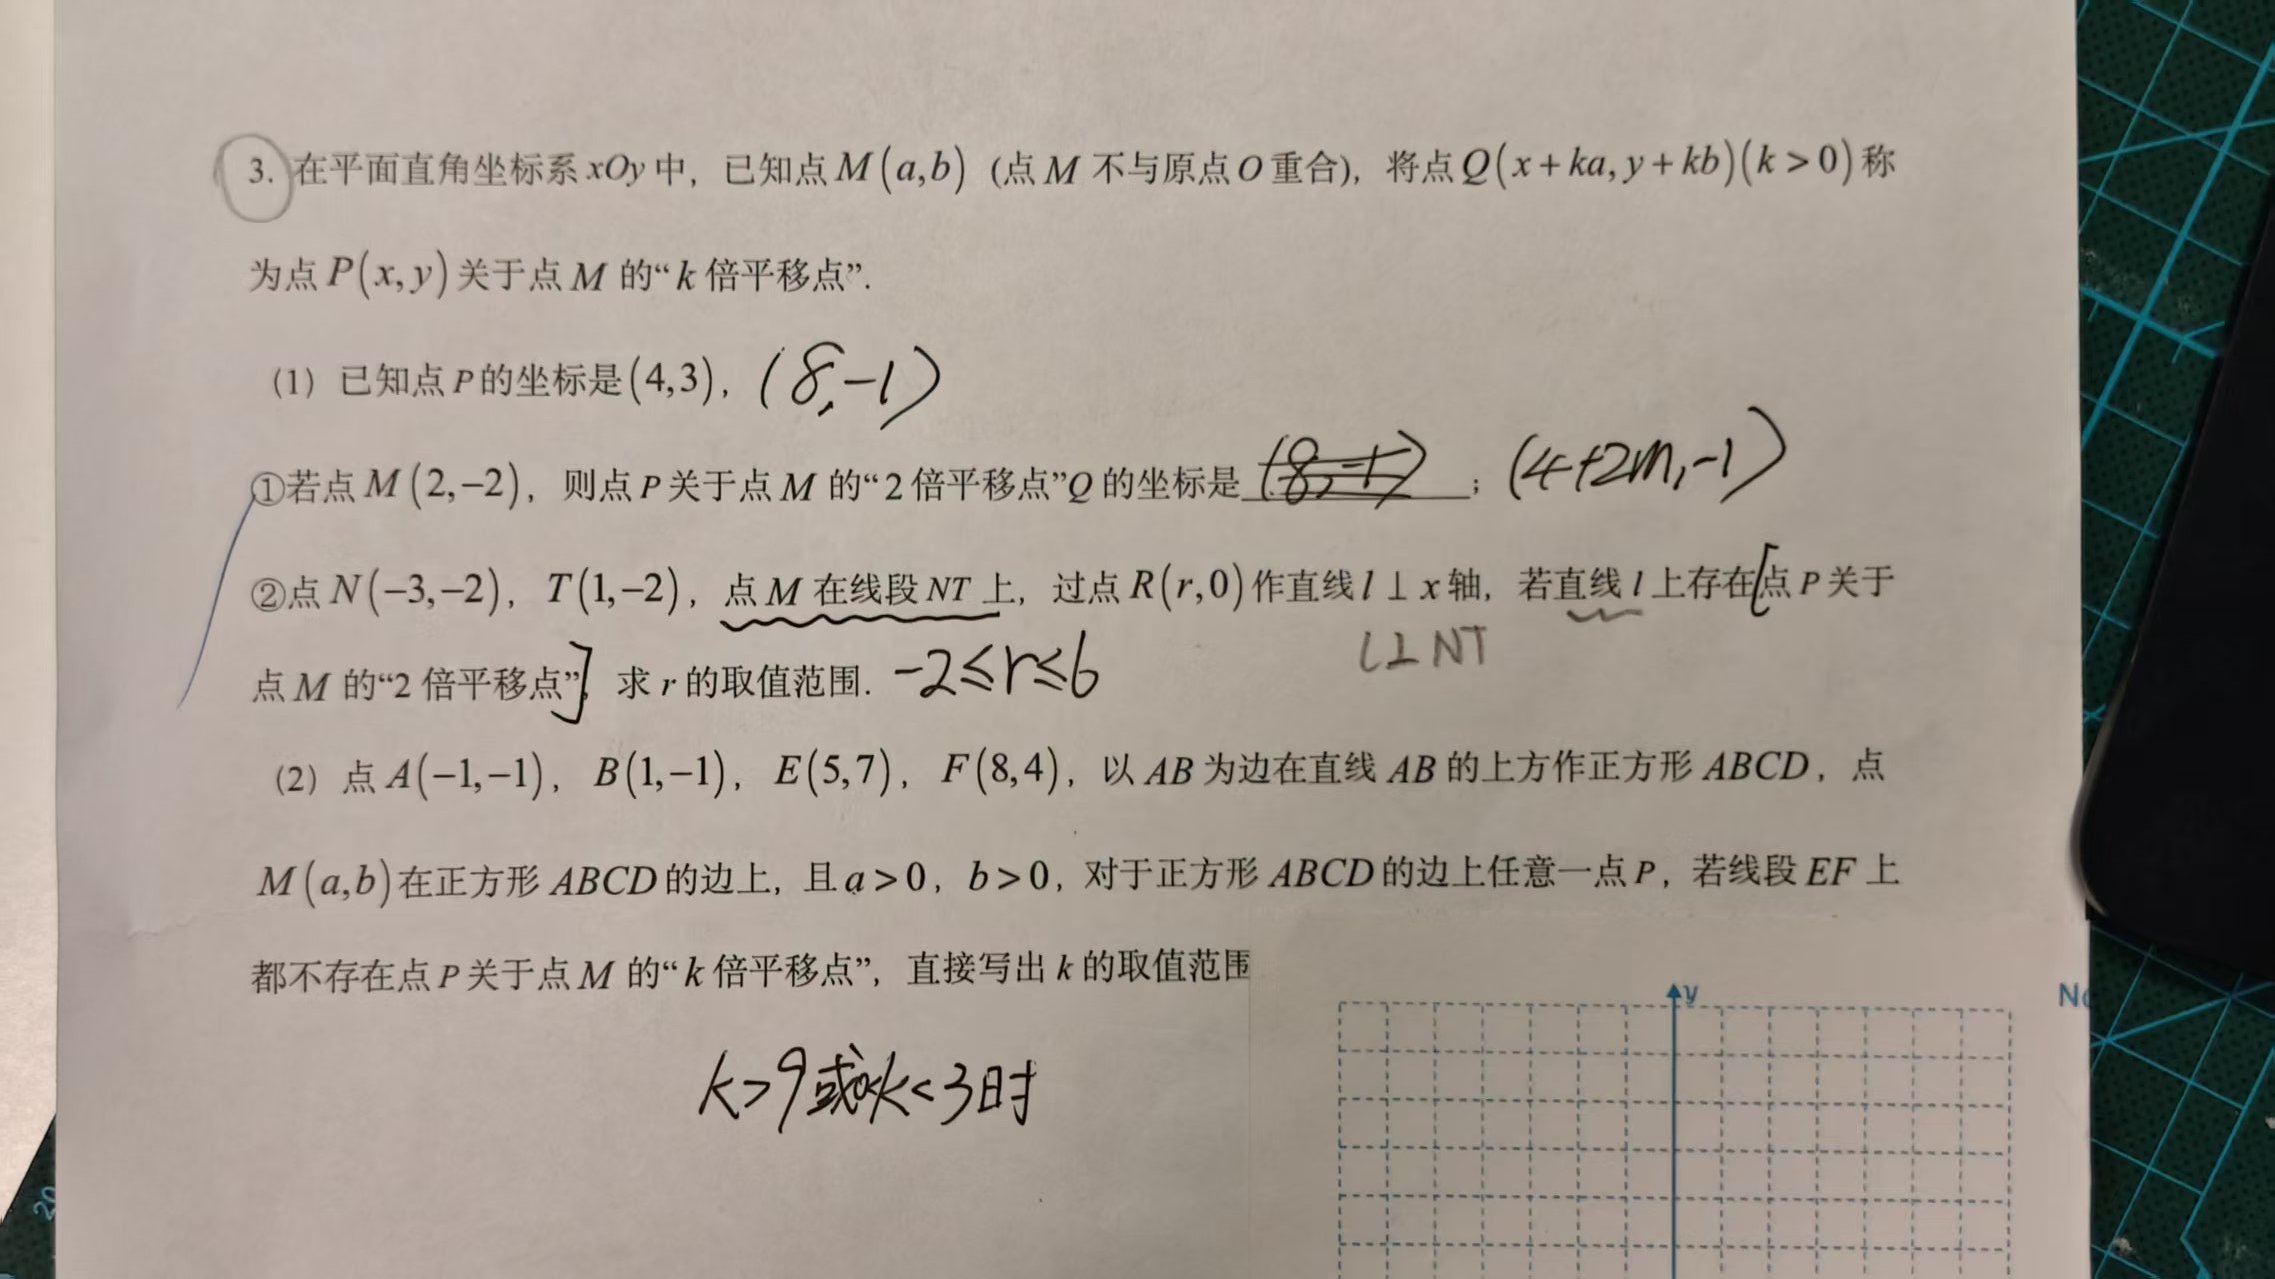 3. 在平面直角坐标系 xOy 中，已知点 M(a,b) (点 M 不与原点 O 重合)，将点 Q(x+ka, y+kb)(k>0) 称
为点 P(x,y) 关于点 M 的“k 倍平移点”.
(1) 已知点 P 的坐标是(4,3)， (8,-1)
①若点 M(2,-2)，则点 P 关于点 M 的“2 倍平移点”Q 的坐标是 (8,-1) ； (4+2m,-1)
②点 N(-3,-2)，T(1,-2)，点 M 在线段 NT 上，过点 R(r,0) 作直线 l⊥x 轴，若直线 l 上存在[点 P 关于
l⊥NT
点 M 的“2 倍平移点”]，求 r 的取值范围. -2≤r≤6
(2) 点 A(-1,-1)，B(1,-1)，E(5,7)，F(8,4)，以 AB 为边在直线 AB 的上方作正方形 ABCD，点
M(a,b) 在正方形 ABCD 的边上，且 a>0，b>0，对于正方形 ABCD 的边上任意一点 P，若线段 EF 上
都不存在点 P 关于点 M 的“k 倍平移点”，直接写出 k 的取值范围
k>9或0<k<3时
y
20